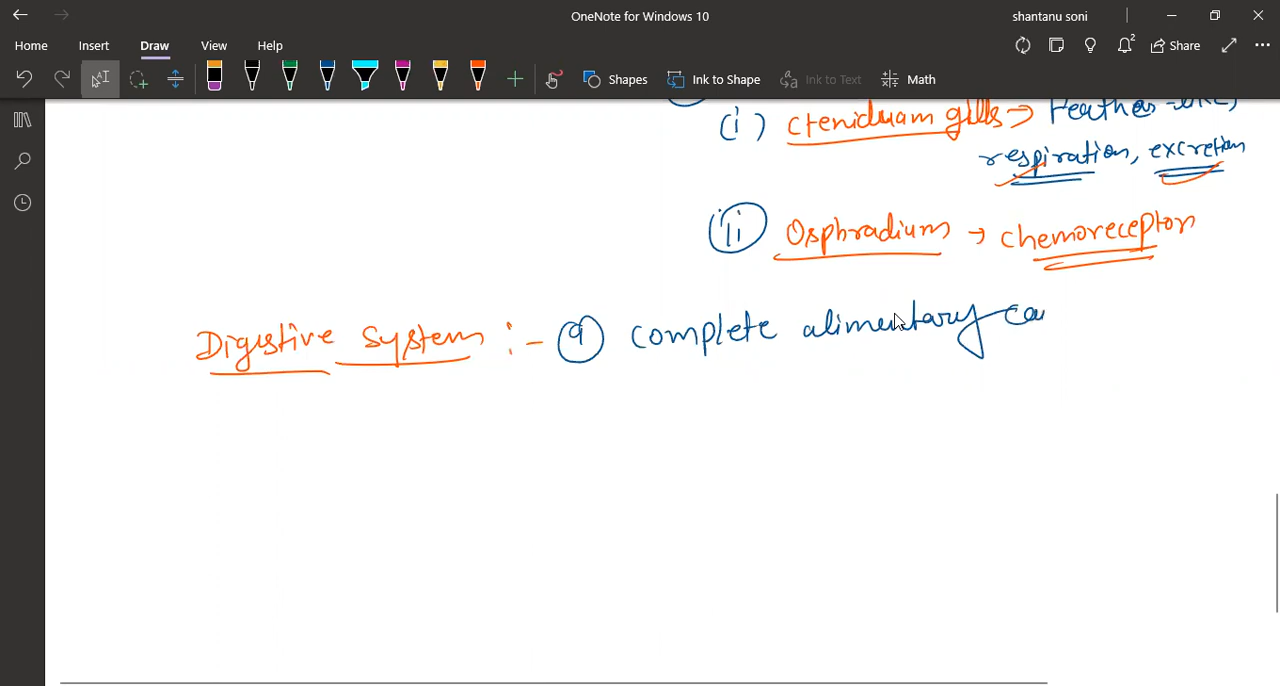 OneNote for Windows 10
shantanu soni
Home Insert Draw View Help
Share
Shapes Ink to Shape Ink to Text Math
(i) cteniduam gills → Feather-like,
respiration, excretion
(ii) Osphradium → chemoreceptor
Digestive System :- (a) complete alimentary ca